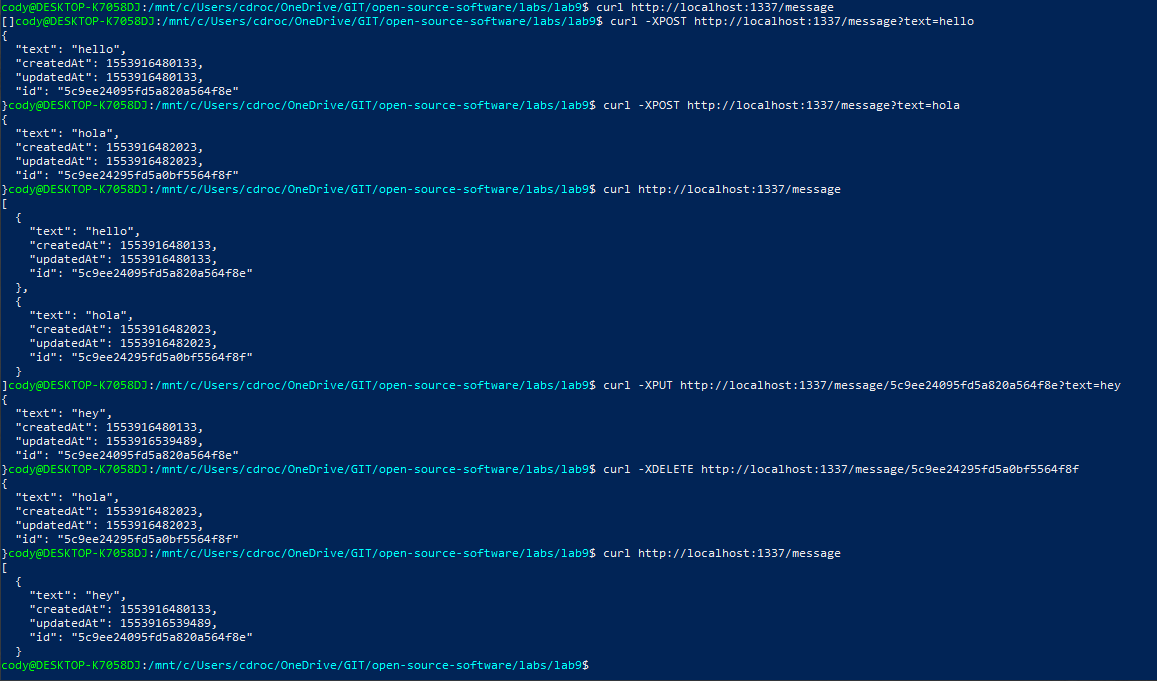 cody@DESKTOP-K7058DJ:/mnt/c/Users/cdroc/OneDrive/GIT/open-source-software/labs/lab9$ curl http://localhost:1337/message
[]cody@DESKTOP-K7058DJ:/mnt/c/Users/cdroc/OneDrive/GIT/open-source-software/labs/lab9$ curl -XPOST http://localhost:1337/message?text=hello
{
  "text": "hello",
  "createdAt": 1553916480133,
  "updatedAt": 1553916480133,
  "id": "5c9ee24095fd5a820a564f8e"
}cody@DESKTOP-K7058DJ:/mnt/c/Users/cdroc/OneDrive/GIT/open-source-software/labs/lab9$ curl -XPOST http://localhost:1337/message?text=hola
{
  "text": "hola",
  "createdAt": 1553916482023,
  "updatedAt": 1553916482023,
  "id": "5c9ee24295fd5a0bf5564f8f"
}cody@DESKTOP-K7058DJ:/mnt/c/Users/cdroc/OneDrive/GIT/open-source-software/labs/lab9$ curl http://localhost:1337/message
[
  {
    "text": "hello",
    "createdAt": 1553916480133,
    "updatedAt": 1553916480133,
    "id": "5c9ee24095fd5a820a564f8e"
  },
  {
    "text": "hola",
    "createdAt": 1553916482023,
    "updatedAt": 1553916482023,
    "id": "5c9ee24295fd5a0bf5564f8f"
  }
]cody@DESKTOP-K7058DJ:/mnt/c/Users/cdroc/OneDrive/GIT/open-source-software/labs/lab9$ curl -XPUT http://localhost:1337/message/5c9ee24095fd5a820a564f8e?text=hey
{
  "text": "hey",
  "createdAt": 1553916480133,
  "updatedAt": 1553916539489,
  "id": "5c9ee24095fd5a820a564f8e"
}cody@DESKTOP-K7058DJ:/mnt/c/Users/cdroc/OneDrive/GIT/open-source-software/labs/lab9$ curl -XDELETE http://localhost:1337/message/5c9ee24295fd5a0bf5564f8f
{
  "text": "hola",
  "createdAt": 1553916482023,
  "updatedAt": 1553916482023,
  "id": "5c9ee24295fd5a0bf5564f8f"
}cody@DESKTOP-K7058DJ:/mnt/c/Users/cdroc/OneDrive/GIT/open-source-software/labs/lab9$ curl http://localhost:1337/message
[
  {
    "text": "hey",
    "createdAt": 1553916480133,
    "updatedAt": 1553916539489,
    "id": "5c9ee24095fd5a820a564f8e"
  }
cody@DESKTOP-K7058DJ:/mnt/c/Users/cdroc/OneDrive/GIT/open-source-software/labs/lab9$